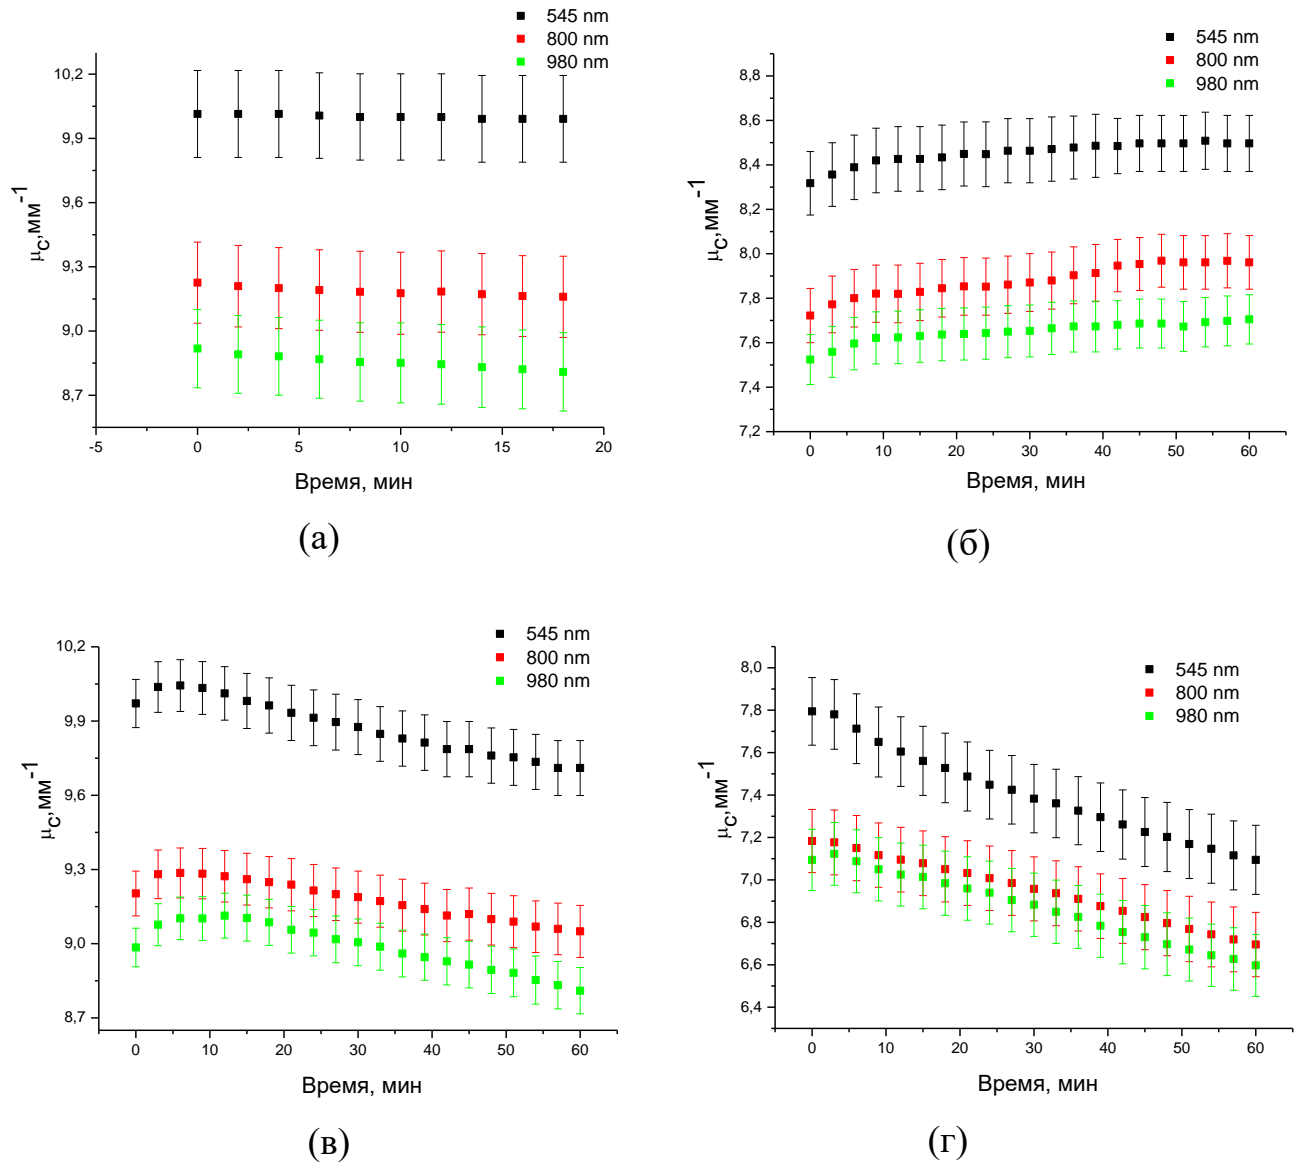 545 nm
800 nm
980 nm
10,2
9,9
9,6
9,3
9,0
8,7
μс,мм-1
-5 0 5 10 15 20
Время, мин
(а)
545 nm
800 nm
980 nm
8,8
8,6
8,4
8,2
8,0
7,8
7,6
7,4
7,2
μс,мм-1
0 10 20 30 40 50 60
Время, мин
(б)
545 nm
800 nm
980 nm
10,2
9,9
9,6
9,3
9,0
8,7
μс,мм-1
0 10 20 30 40 50 60
Время, мин
(в)
545 nm
800 nm
980 nm
8,0
7,8
7,6
7,4
7,2
7,0
6,8
6,6
6,4
μс,мм-1
0 10 20 30 40 50 60
Время, мин
(г)